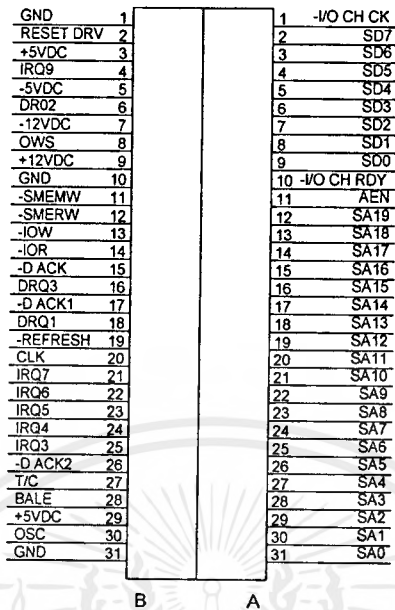 GND 1 1 -I/O CH CK
RESET DRV 2 2 SD7
+5VDC 3 3 SD6
IRQ9 4 4 SD5
-5VDC 5 5 SD4
DR02 6 6 SD3
-12VDC 7 7 SD2
OWS 8 8 SD1
+12VDC 9 9 SD0
GND 10 10 -I/O CH RDY
-SMEMW 11 11 AEN
-SMERW 12 12 SA19
-IOW 13 13 SA18
-IOR 14 14 SA17
-D ACK 15 15 SA16
DRQ3 16 16 SA15
-D ACK1 17 17 SA14
DRQ1 18 18 SA13
-REFRESH 19 19 SA12
CLK 20 20 SA11
IRQ7 21 21 SA10
IRQ6 22 22 SA9
IRQ5 23 23 SA8
IRQ4 24 24 SA7
IRQ3 25 25 SA6
-D ACK2 26 26 SA5
T/C 27 27 SA4
BALE 28 28 SA3
+5VDC 29 29 SA2
OSC 30 30 SA1
GND 31 31 SA0
B A